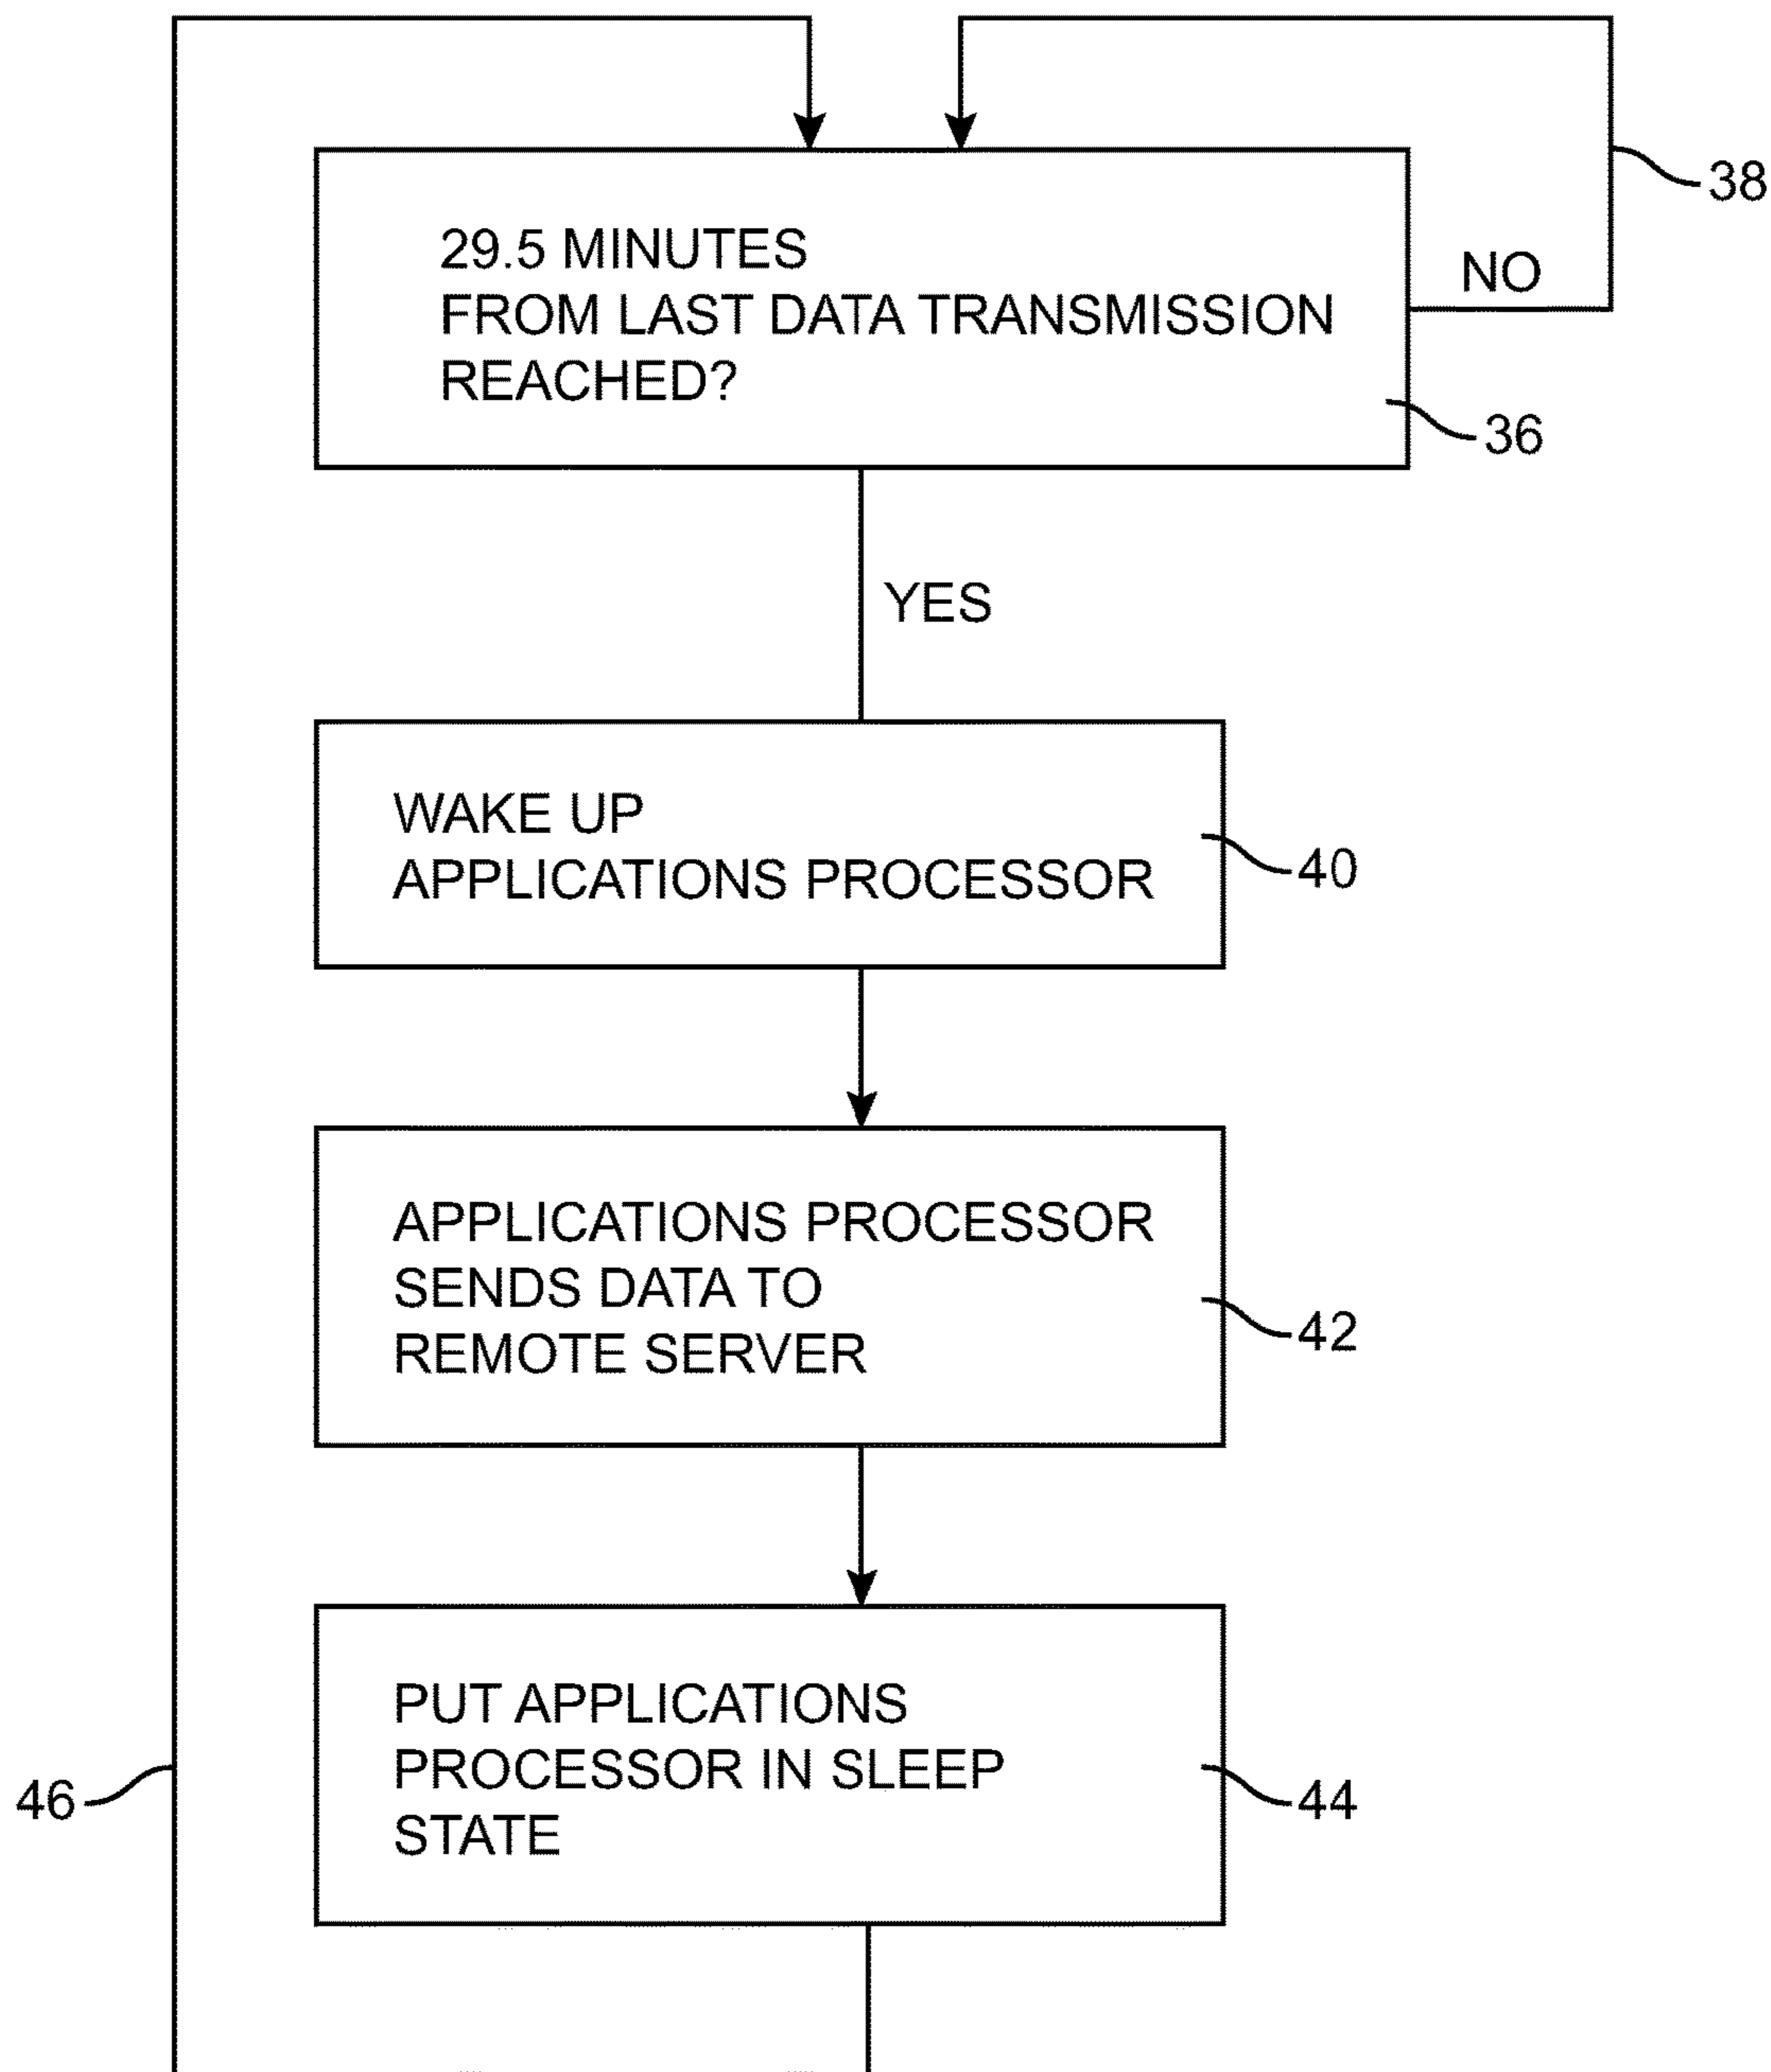 38
29.5 MINUTES
FROM LAST DATA TRANSMISSION
REACHED?
NO
36
YES
WAKE UP
APPLICATIONS PROCESSOR
40
APPLICATIONS PROCESSOR
SENDS DATA TO
REMOTE SERVER
42
PUT APPLICATIONS
PROCESSOR IN SLEEP
STATE
44
46